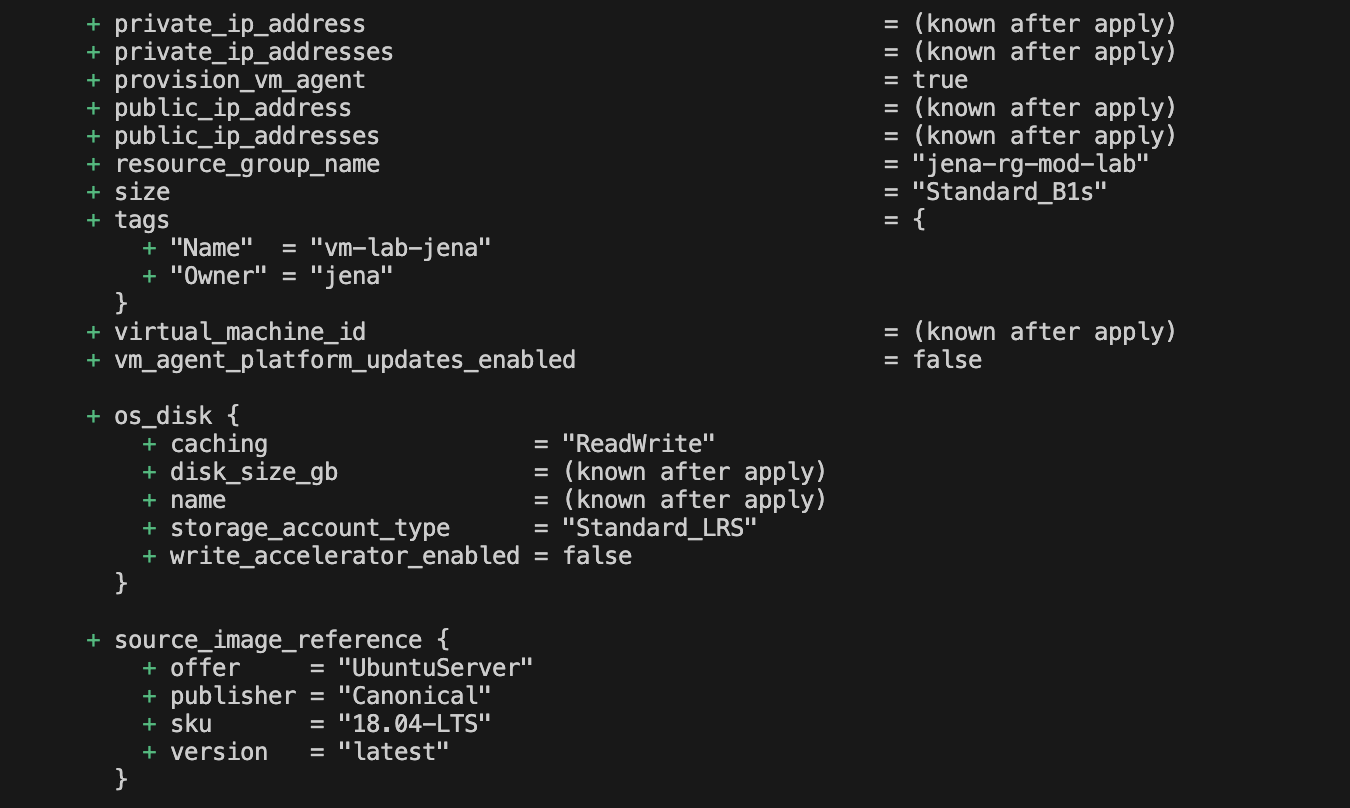 + private_ip_address                                     = (known after apply)
+ private_ip_addresses                                   = (known after apply)
+ provision_vm_agent                                     = true
+ public_ip_address                                      = (known after apply)
+ public_ip_addresses                                    = (known after apply)
+ resource_group_name                                    = "jena-rg-mod-lab"
+ size                                                   = "Standard_B1s"
+ tags                                                   = {
    + "Name"  = "vm-lab-jena"
    + "Owner" = "jena"
  }
+ virtual_machine_id                                     = (known after apply)
+ vm_agent_platform_updates_enabled                      = false

+ os_disk {
    + caching                   = "ReadWrite"
    + disk_size_gb              = (known after apply)
    + name                      = (known after apply)
    + storage_account_type      = "Standard_LRS"
    + write_accelerator_enabled = false
  }

+ source_image_reference {
    + offer     = "UbuntuServer"
    + publisher = "Canonical"
    + sku       = "18.04-LTS"
    + version   = "latest"
  }